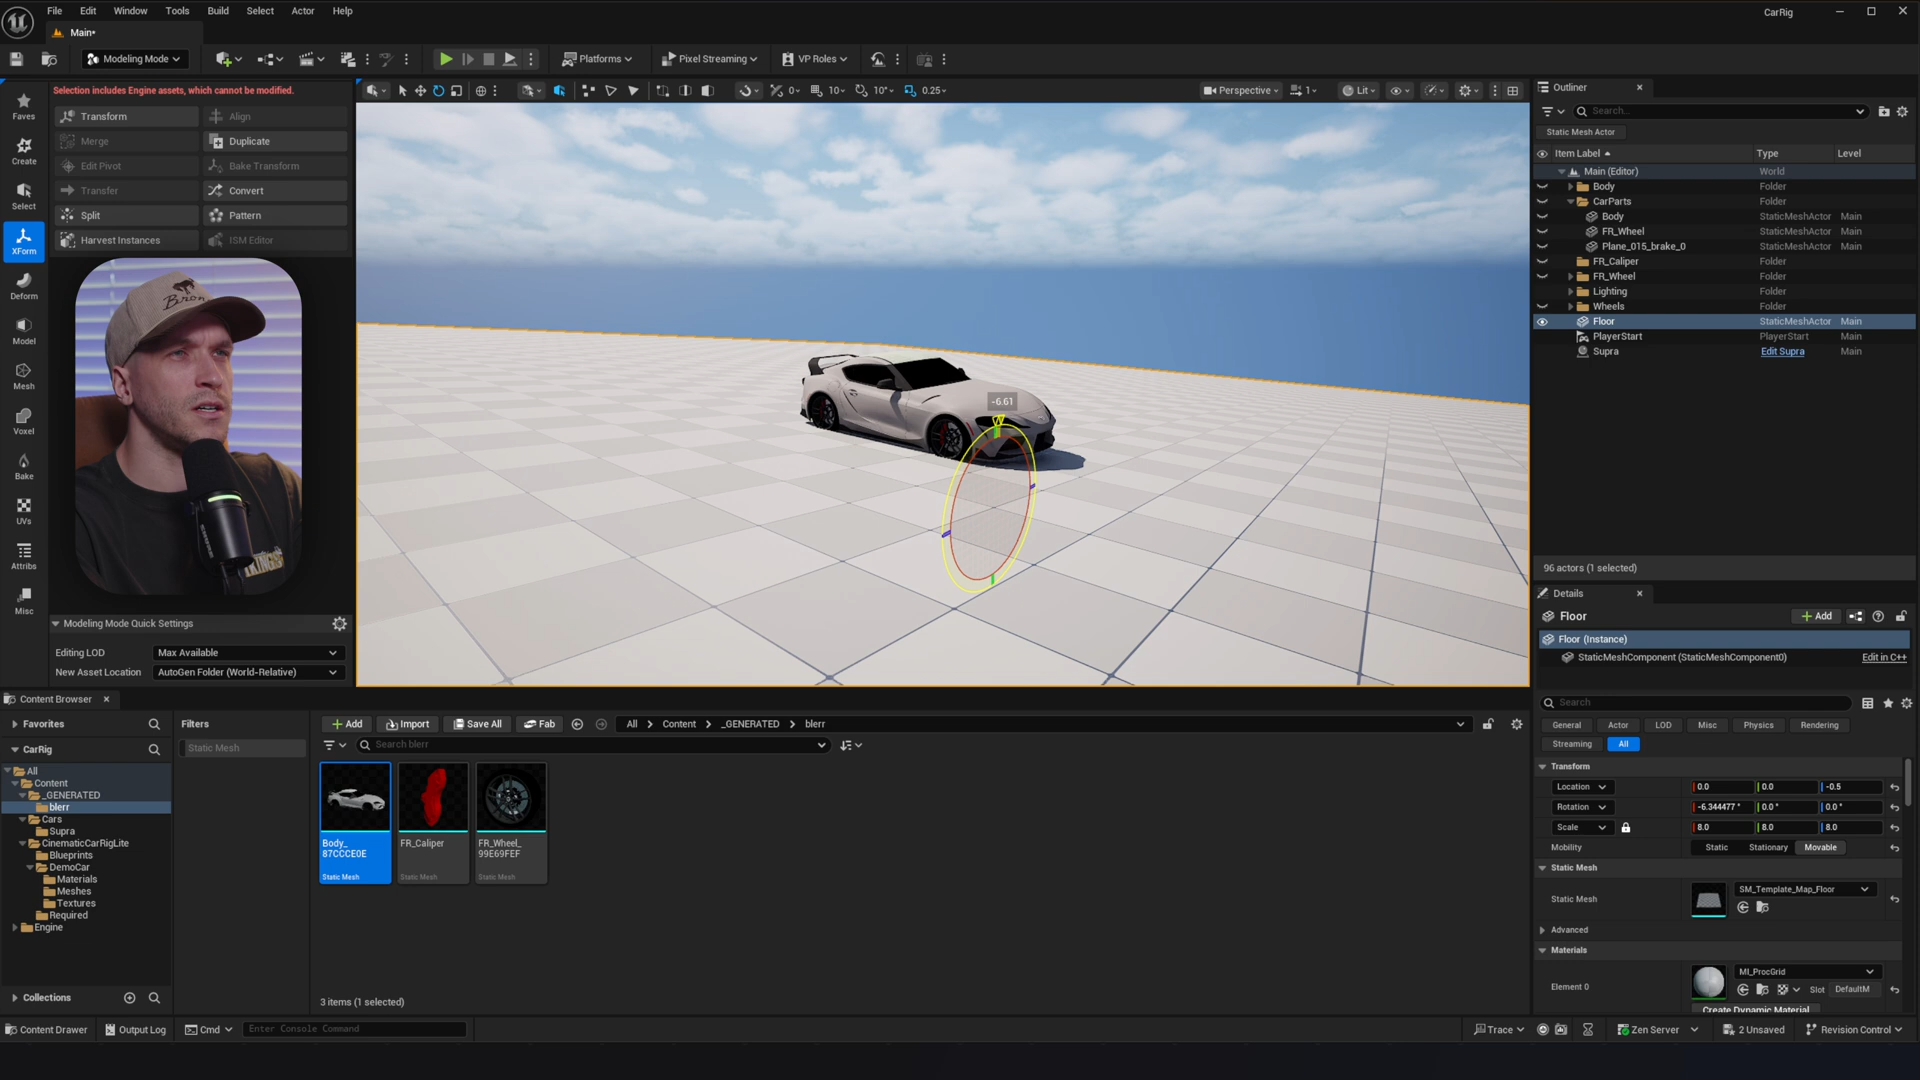 File Edit Window Tools Build Select Actor Help
CarRig
Main*
Modeling Mode
Platforms
Pixel Streaming
VP Roles
Selection includes Engine assets, which cannot be modified.
Faves
Create
Select
XForm
Deform
Model
Mesh
Voxel
Bake
UVs
Attribs
Misc
Transform Align
Merge Duplicate
Edit Pivot Bake Transform
Transfer Convert
Split Pattern
Harvest Instances ISM Editor
Modeling Mode Quick Settings
Editing LOD Max Available
New Asset Location AutoGen Folder (World-Relative)
0 10 10° 0.25
Perspective 1 Lit
-6.61
Outliner
Search...
Static Mesh Actor
Item Label Type Level
Main (Editor) World
Body Folder
CarParts Folder
Body StaticMeshActor Main
FR_Wheel StaticMeshActor Main
Plane_015_brake_0 StaticMeshActor Main
FR_Caliper Folder
FR_Wheel Folder
Lighting Folder
Wheels Folder
Floor StaticMeshActor Main
PlayerStart PlayerStart Main
Supra Edit Supra Main
96 actors (1 selected)
Details
Floor
Add
Floor (Instance)
StaticMeshComponent (StaticMeshComponent0) Edit in C++
Search
General Actor LOD Misc Physics Rendering
Streaming All
Transform
Location 0.0 0.0 -0.5
Rotation -6.344477° 0.0° 0.0°
Scale 8.0 8.0 8.0
Mobility Static Stationary Movable
Static Mesh
Static Mesh SM_Template_Map_Floor
Advanced
Materials
Element 0 MI_ProcGrid
Slot DefaultM
Create Dynamic Material
Content Browser
Favorites
CarRig
All
Content
_GENERATED
blerr
Cars
Supra
CinematicCarRigLite
Blueprints
DemoCar
Materials
Meshes
Textures
Required
Engine
Collections
Filters
Static Mesh
Add Import Save All Fab All Content _GENERATED blerr
Search blerr
Body_
87CCCE0E
Static Mesh
FR_Caliper
Static Mesh
FR_Wheel_
99E69FEF
Static Mesh
3 items (1 selected)
Content Drawer Output Log Cmd Enter Console Command
Trace Zen Server 2 Unsaved Revision Control